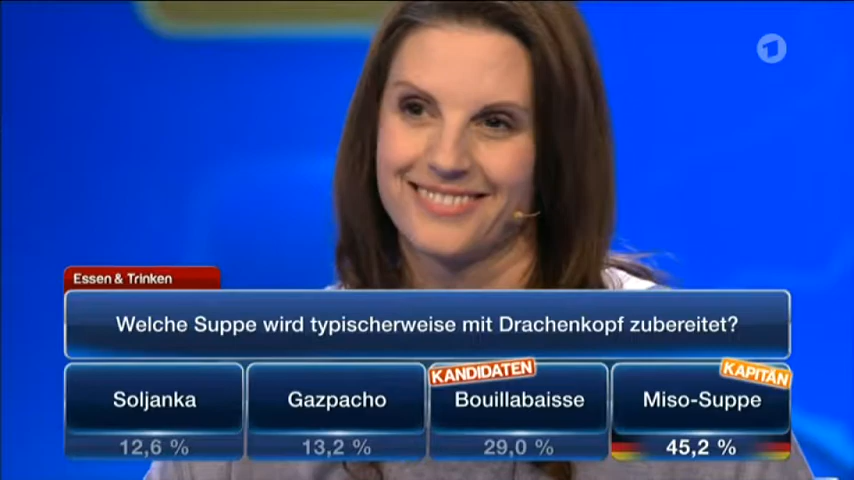 1
Essen & Trinken
Welche Suppe wird typischerweise mit Drachenkopf zubereitet?
KANDIDATEN
KAPITÄN
Soljanka
Gazpacho
Bouillabaisse
Miso-Suppe
12,6 %
13,2 %
29,0 %
45,2 %